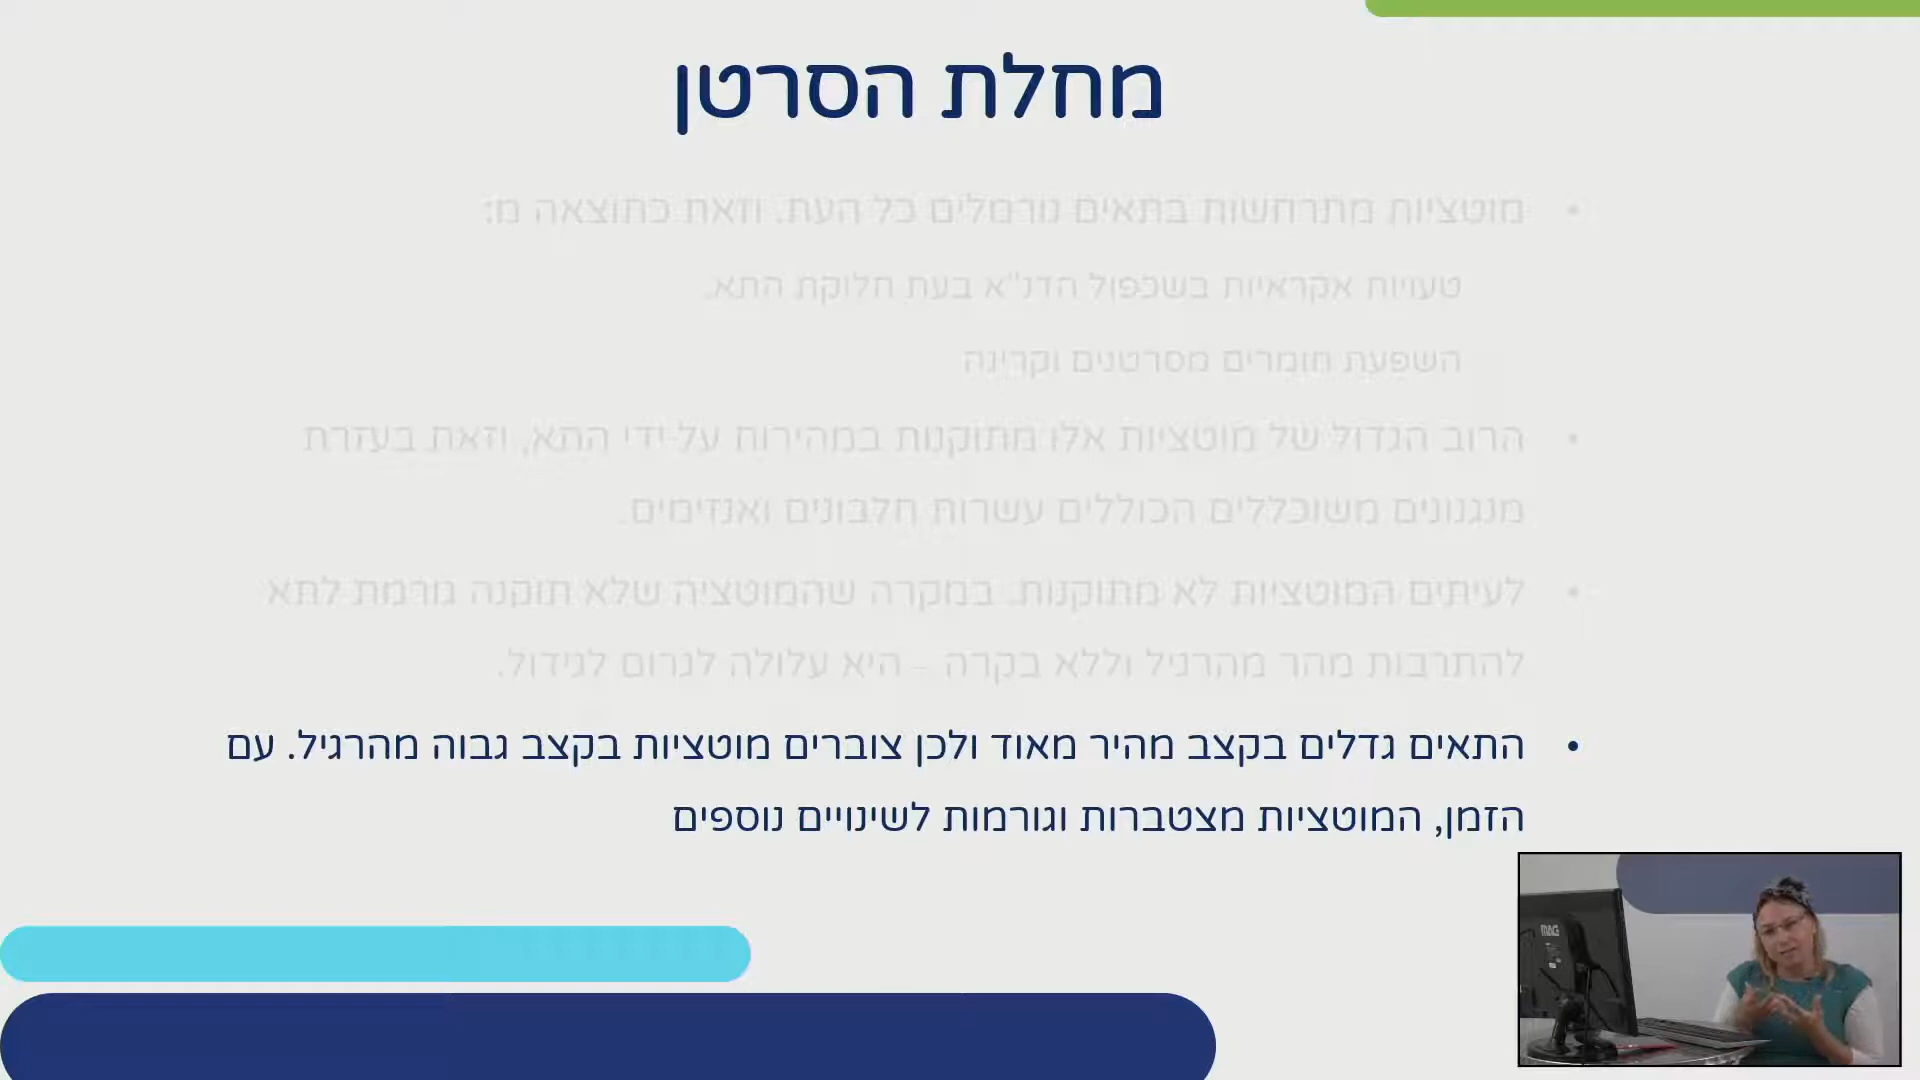 מחלת הסרטן
• מוטציות מתרחשות בתאים נורמלים כל העת. וזאת כתוצאה מ:
טעויות אקראיות בשכפול הדנ"א בעת חלוקת התא.
השפעת חומרים מסרטנים וקרינה
• הרוב הגדול של מוטציות אלו מתוקנות במהירות על-ידי התא, וזאת בעזרת
מנגנונים משוכללים הכוללים עשרות חלבונים ואנזימים.
• לעיתים המוטציות לא מתוקנות. במקרה שהמוטציה שלא תוקנה גורמת לתא
להתרבות מהר מהרגיל וללא בקרה – היא עלולה לגרום לגידול.
• התאים גדלים בקצב מהיר מאוד ולכן צוברים מוטציות בקצב גבוה מהרגיל. עם
הזמן, המוטציות מצטברות וגורמות לשינויים נוספים
MAG